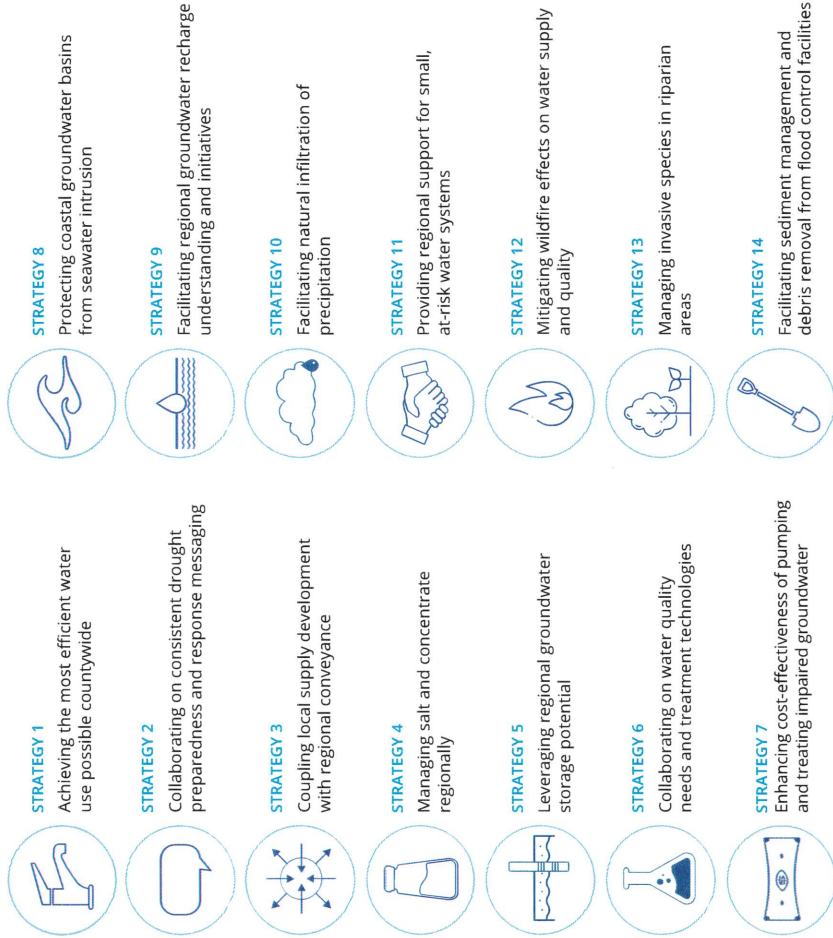 STRATEGY 1
Achieving the most efficient water
use possible countywide
STRATEGY 2
Collaborating on consistent drought
preparedness and response messaging
STRATEGY 3
Coupling local supply development
with regional conveyance
STRATEGY 4
Managing salt and concentrate
regionally
STRATEGY 5
Leveraging regional groundwater
storage potential
STRATEGY 6
Collaborating on water quality
needs and treatment technologies
STRATEGY 7
Enhancing cost-effectiveness of pumping
and treating impaired groundwater
STRATEGY 8
Protecting coastal groundwater basins
from seawater intrusion
STRATEGY 9
Facilitating regional groundwater recharge
understanding and initiatives
STRATEGY 10
Facilitating natural infiltration of
precipitation
STRATEGY 11
Providing regional support for small,
at-risk water systems
STRATEGY 12
Mitigating wildfire effects on water supply
and quality
STRATEGY 13
Managing invasive species in riparian
areas
STRATEGY 14
Facilitating sediment management and
debris removal from flood control facilities
$